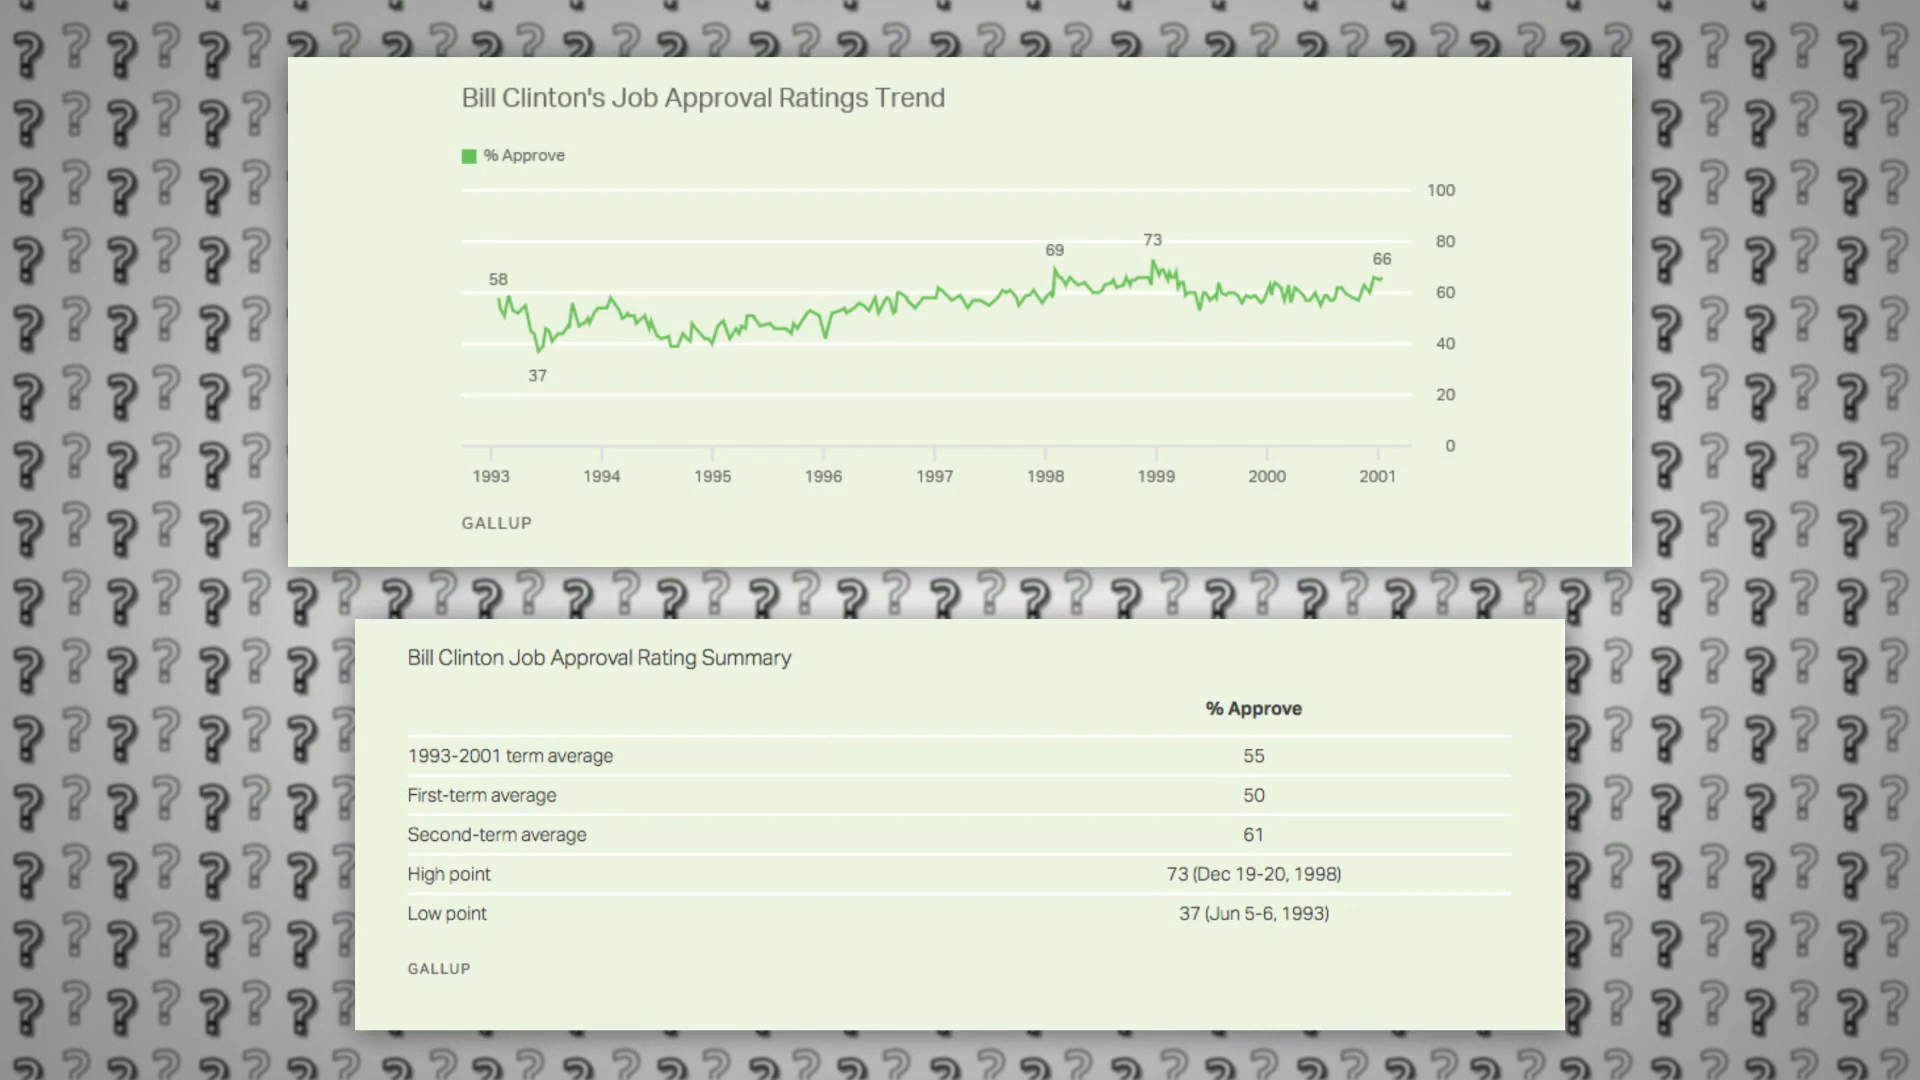 Bill Clinton's Job Approval Ratings Trend
% Approve
100
80
60
40
20
0
58
37
69
73
66
1993 1994 1995 1996 1997 1998 1999 2000 2001
GALLUP
Bill Clinton Job Approval Rating Summary
% Approve
1993-2001 term average 55
First-term average 50
Second-term average 61
High point 73 (Dec 19-20, 1998)
Low point 37 (Jun 5-6, 1993)
GALLUP